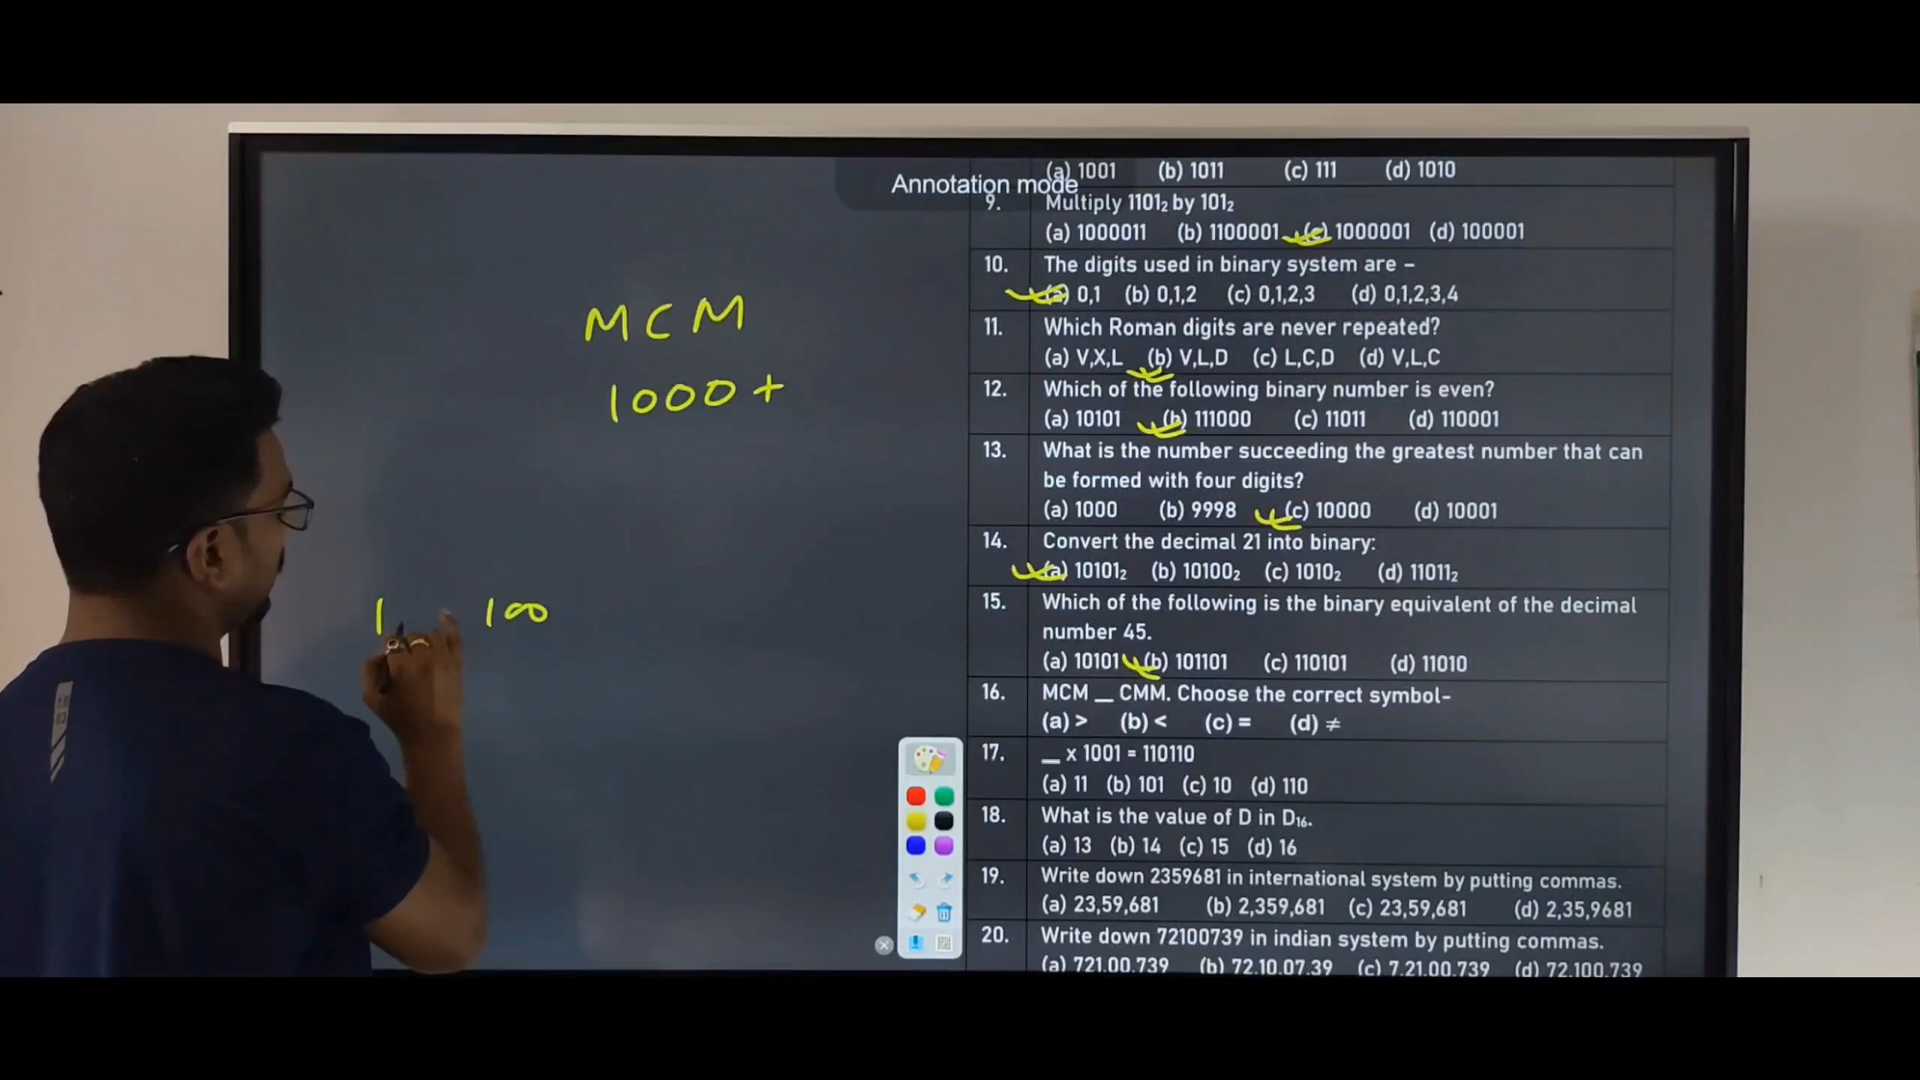 Annotation mode
MCM
1000+
1 100
(a) 1001 (b) 1011 (c) 111 (d) 1010
9. Multiply 1101₂ by 101₂
(a) 1000011 (b) 1100001 (c) 1000001 (d) 100001
10. The digits used in binary system are –
(a) 0,1 (b) 0,1,2 (c) 0,1,2,3 (d) 0,1,2,3,4
11. Which Roman digits are never repeated?
(a) V,X,L (b) V,L,D (c) L,C,D (d) V,L,C
12. Which of the following binary number is even?
(a) 10101 (b) 111000 (c) 11011 (d) 110001
13. What is the number succeeding the greatest number that can
be formed with four digits?
(a) 1000 (b) 9998 (c) 10000 (d) 10001
14. Convert the decimal 21 into binary:
(a) 10101₂ (b) 10100₂ (c) 1010₂ (d) 11011₂
15. Which of the following is the binary equivalent of the decimal
number 45.
(a) 10101 (b) 101101 (c) 110101 (d) 11010
16. MCM __ CMM. Choose the correct symbol-
(a) > (b) < (c) = (d) ≠
17. __ x 1001 = 110110
(a) 11 (b) 101 (c) 10 (d) 110
18. What is the value of D in D₁₆.
(a) 13 (b) 14 (c) 15 (d) 16
19. Write down 2359681 in international system by putting commas.
(a) 23,59,681 (b) 2,359,681 (c) 23,59,681 (d) 2,35,9681
20. Write down 72100739 in indian system by putting commas.
(a) 721,00,739 (b) 72,10,07,39 (c) 7,21,00,739 (d) 72,100,739